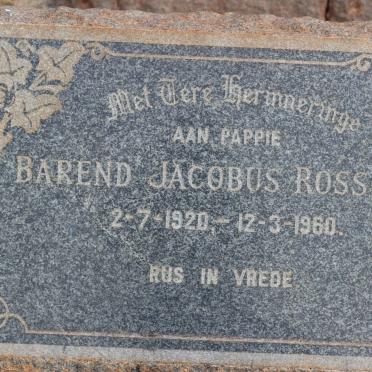 Met Tere Herinneringe
AAN PAPPIE
BAREND JACOBUS ROSS
2-7-1920,-12-3-1960.
RUS IN VREDE